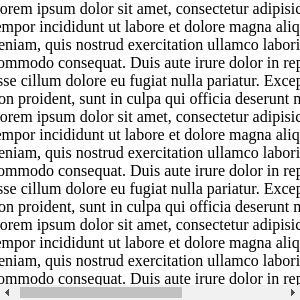 orem ipsum dolor sit amet, consectetur adipisic
empor incididunt ut labore et dolore magna aliq
eniam, quis nostrud exercitation ullamco labori
ommodo consequat. Duis aute irure dolor in rep
sse cillum dolore eu fugiat nulla pariatur. Excep
on proident, sunt in culpa qui officia deserunt m
orem ipsum dolor sit amet, consectetur adipisic
empor incididunt ut labore et dolore magna aliq
eniam, quis nostrud exercitation ullamco labori
ommodo consequat. Duis aute irure dolor in rep
sse cillum dolore eu fugiat nulla pariatur. Excep
on proident, sunt in culpa qui officia deserunt m
orem ipsum dolor sit amet, consectetur adipisic
empor incididunt ut labore et dolore magna aliq
eniam, quis nostrud exercitation ullamco labori
ommodo consequat. Duis aute irure dolor in rep